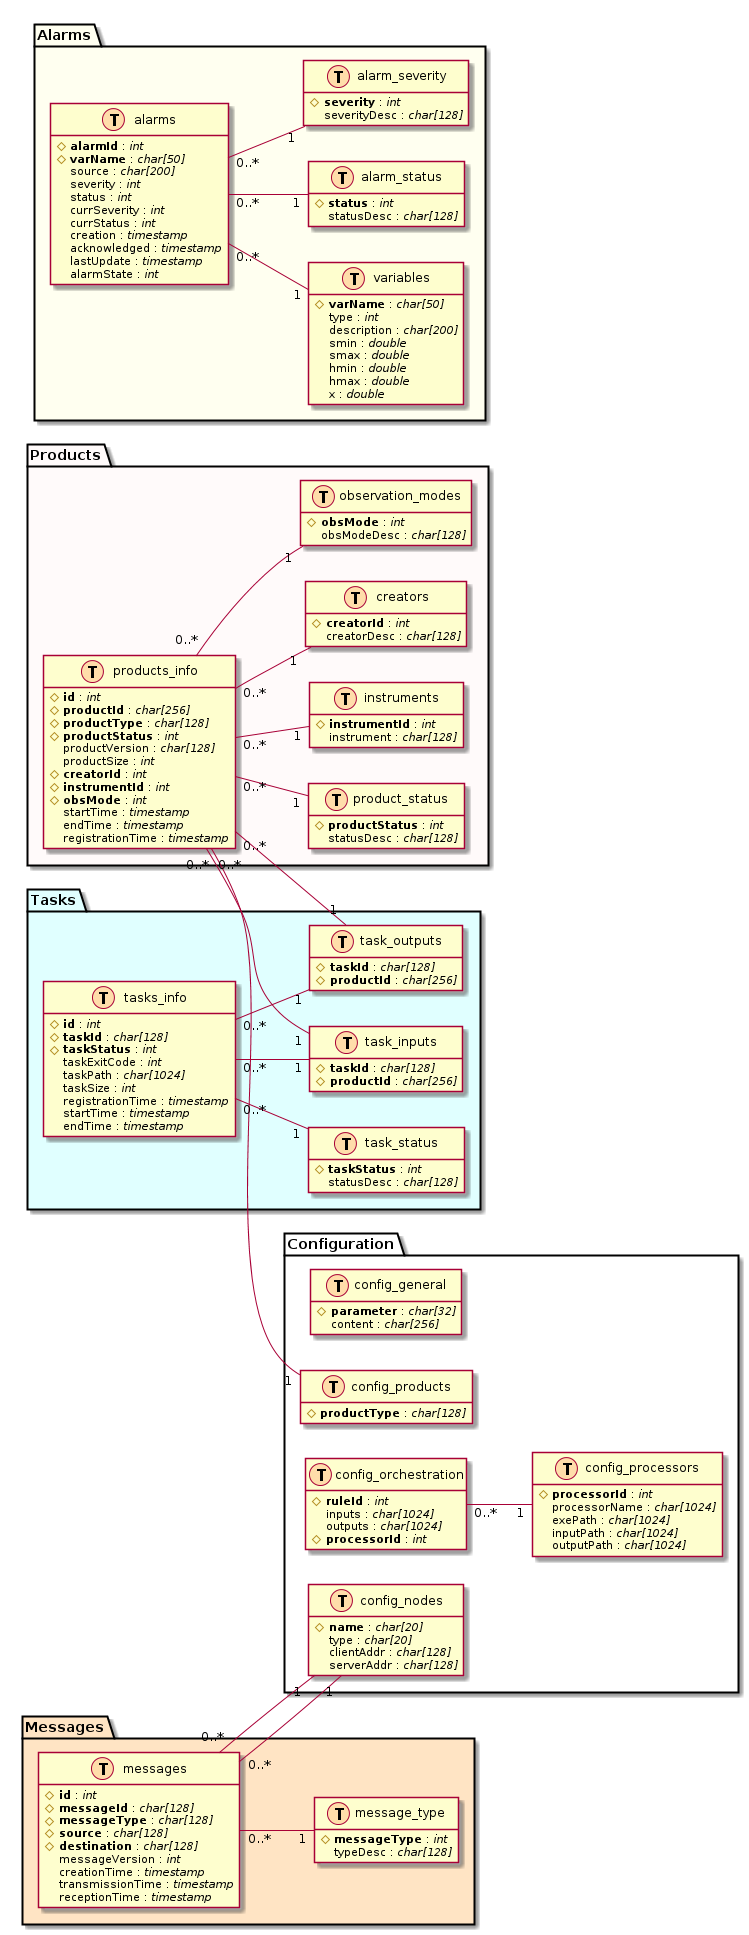 Alarms
T alarms
alarmId : int
varName : char[50]
source : char[200]
severity : int
status : int
currSeverity : int
currStatus : int
creation : timestamp
acknowledged : timestamp
lastUpdate : timestamp
alarmState : int
T alarm_severity
severity : int
severityDesc : char[128]
T alarm_status
status : int
statusDesc : char[128]
T variables
varName : char[50]
type : int
description : char[200]
smin : double
smax : double
hmin : double
hmax : double
x : double
0..*
1
0..*
1
0..*
1
Products
T observation_modes
obsMode : int
obsModeDesc : char[128]
T creators
creatorId : int
creatorDesc : char[128]
T products_info
id : int
productId : char[256]
productType : char[128]
productStatus : int
productVersion : char[128]
productSize : int
creatorId : int
instrumentId : int
obsMode : int
startTime : timestamp
endTime : timestamp
registrationTime : timestamp
T instruments
instrumentId : int
instrument : char[128]
T product_status
productStatus : int
statusDesc : char[128]
0..*
1
0..*
1
0..*
1
0..*
1
0..*
1
0..*
0..*
Tasks
T task_outputs
taskId : char[128]
productId : char[256]
T tasks_info
id : int
taskId : char[128]
taskStatus : int
taskExitCode : int
taskPath : char[1024]
taskSize : int
registrationTime : timestamp
startTime : timestamp
endTime : timestamp
T task_inputs
taskId : char[128]
productId : char[256]
T task_status
taskStatus : int
statusDesc : char[128]
0..*
1
1
0..*
1
0..*
1
Configuration
T config_general
parameter : char[32]
content : char[256]
T config_products
productType : char[128]
1
T config_orchestration
ruleId : int
inputs : char[1024]
outputs : char[1024]
processorId : int
0..*
1
T config_processors
processorId : int
processorName : char[1024]
exePath : char[1024]
inputPath : char[1024]
outputPath : char[1024]
T config_nodes
name : char[20]
type : char[20]
clientAddr : char[128]
serverAddr : char[128]
1
1
Messages
0..*
0..*
T messages
id : int
messageId : char[128]
messageType : char[128]
source : char[128]
destination : char[128]
messageVersion : int
creationTime : timestamp
transmissionTime : timestamp
receptionTime : timestamp
0..*
1
T message_type
messageType : int
typeDesc : char[128]